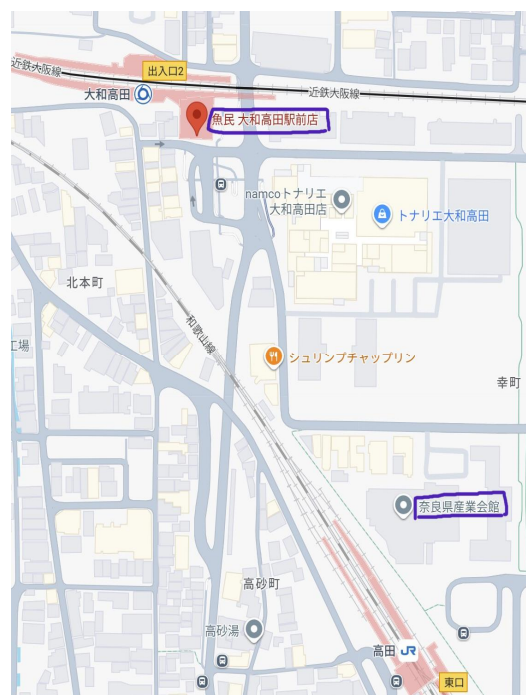 近鉄大阪線
出入口2
大和高田
近鉄大阪線
魚民 大和高田駅前店
namcoトナリエ
大和高田店
トナリエ大和高田
北本町
和歌山線
工場
シュリンプチャップリン
幸町
奈良県産業会館
高砂町
高砂湯
高田 JR
東口